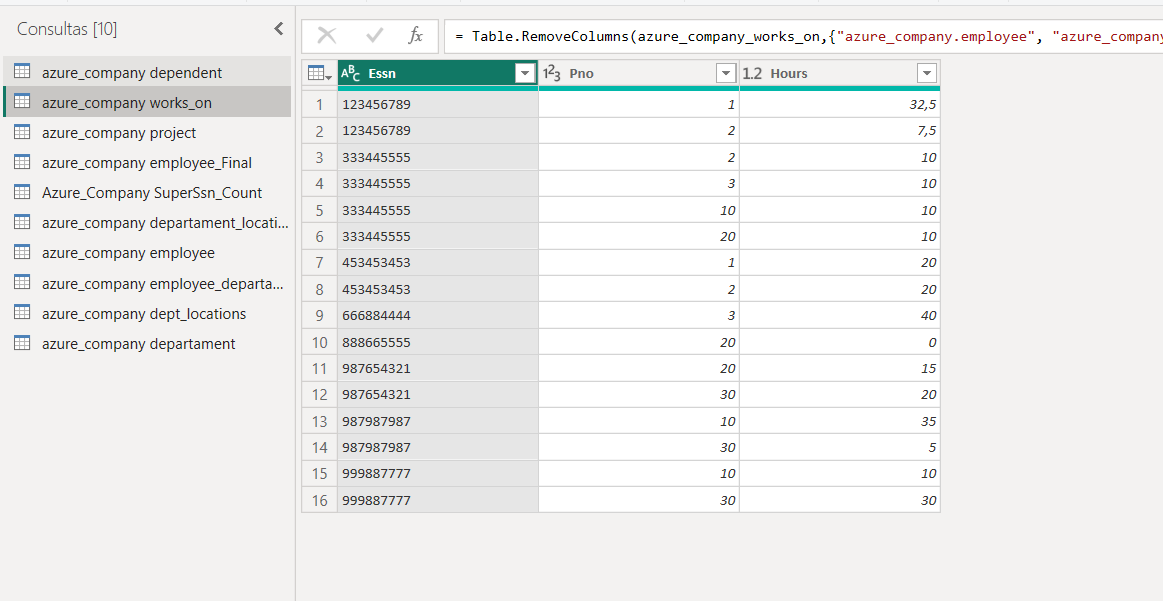 Consultas [10]
azure_company dependent
azure_company works_on
azure_company project
azure_company employee_Final
Azure_Company SuperSsn_Count
azure_company departament_locati...
azure_company employee
azure_company employee_departa...
azure_company dept_locations
azure_company departament
fx = Table.RemoveColumns(azure_company_works_on,{"azure_company.employee", "azure_company
ABC Essn 123 Pno 1.2 Hours
1 123456789 1 32,5
2 123456789 2 7,5
3 333445555 2 10
4 333445555 3 10
5 333445555 10 10
6 333445555 20 10
7 453453453 1 20
8 453453453 2 20
9 666884444 3 40
10 888665555 20 0
11 987654321 20 15
12 987654321 30 20
13 987987987 10 35
14 987987987 30 5
15 999887777 10 10
16 999887777 30 30